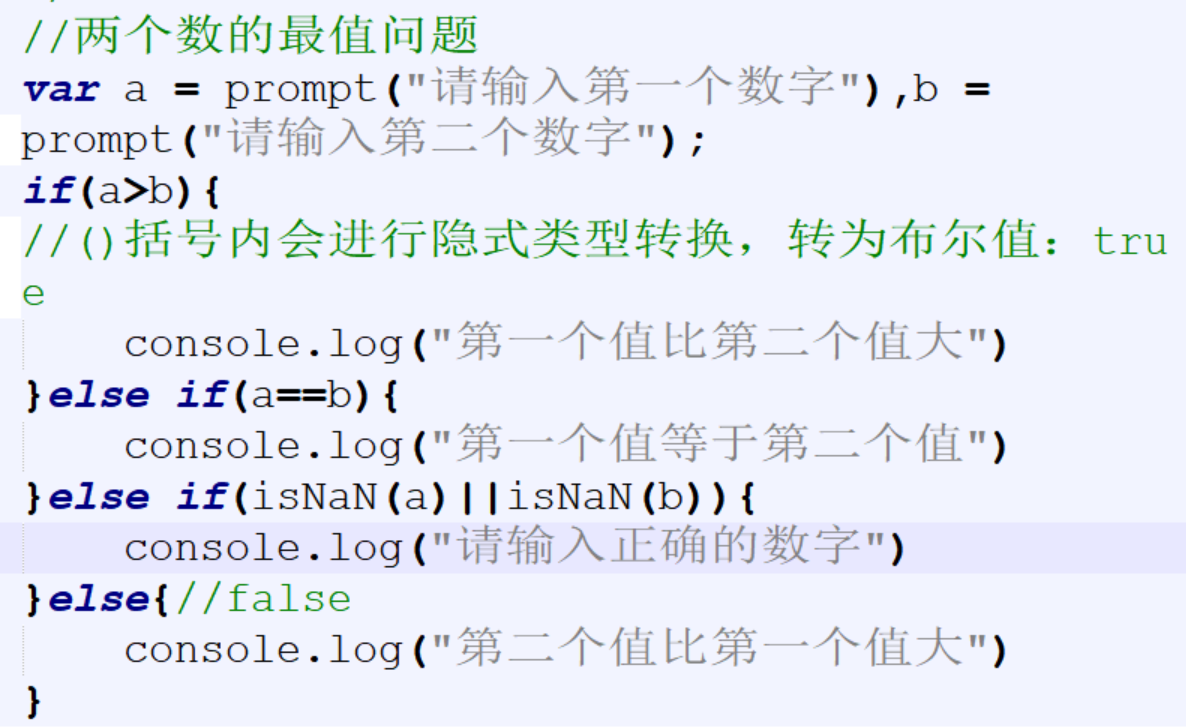 //两个数的最值问题
var a = prompt("请输入第一个数字"),b =
prompt("请输入第二个数字");
if(a>b){
//()括号内会进行隐式类型转换，转为布尔值：tru
e
    console.log("第一个值比第二个值大")
}else if(a==b){
    console.log("第一个值等于第二个值")
}else if(isNaN(a)||isNaN(b)){
    console.log("请输入正确的数字")
}else{//false
    console.log("第二个值比第一个值大")
}